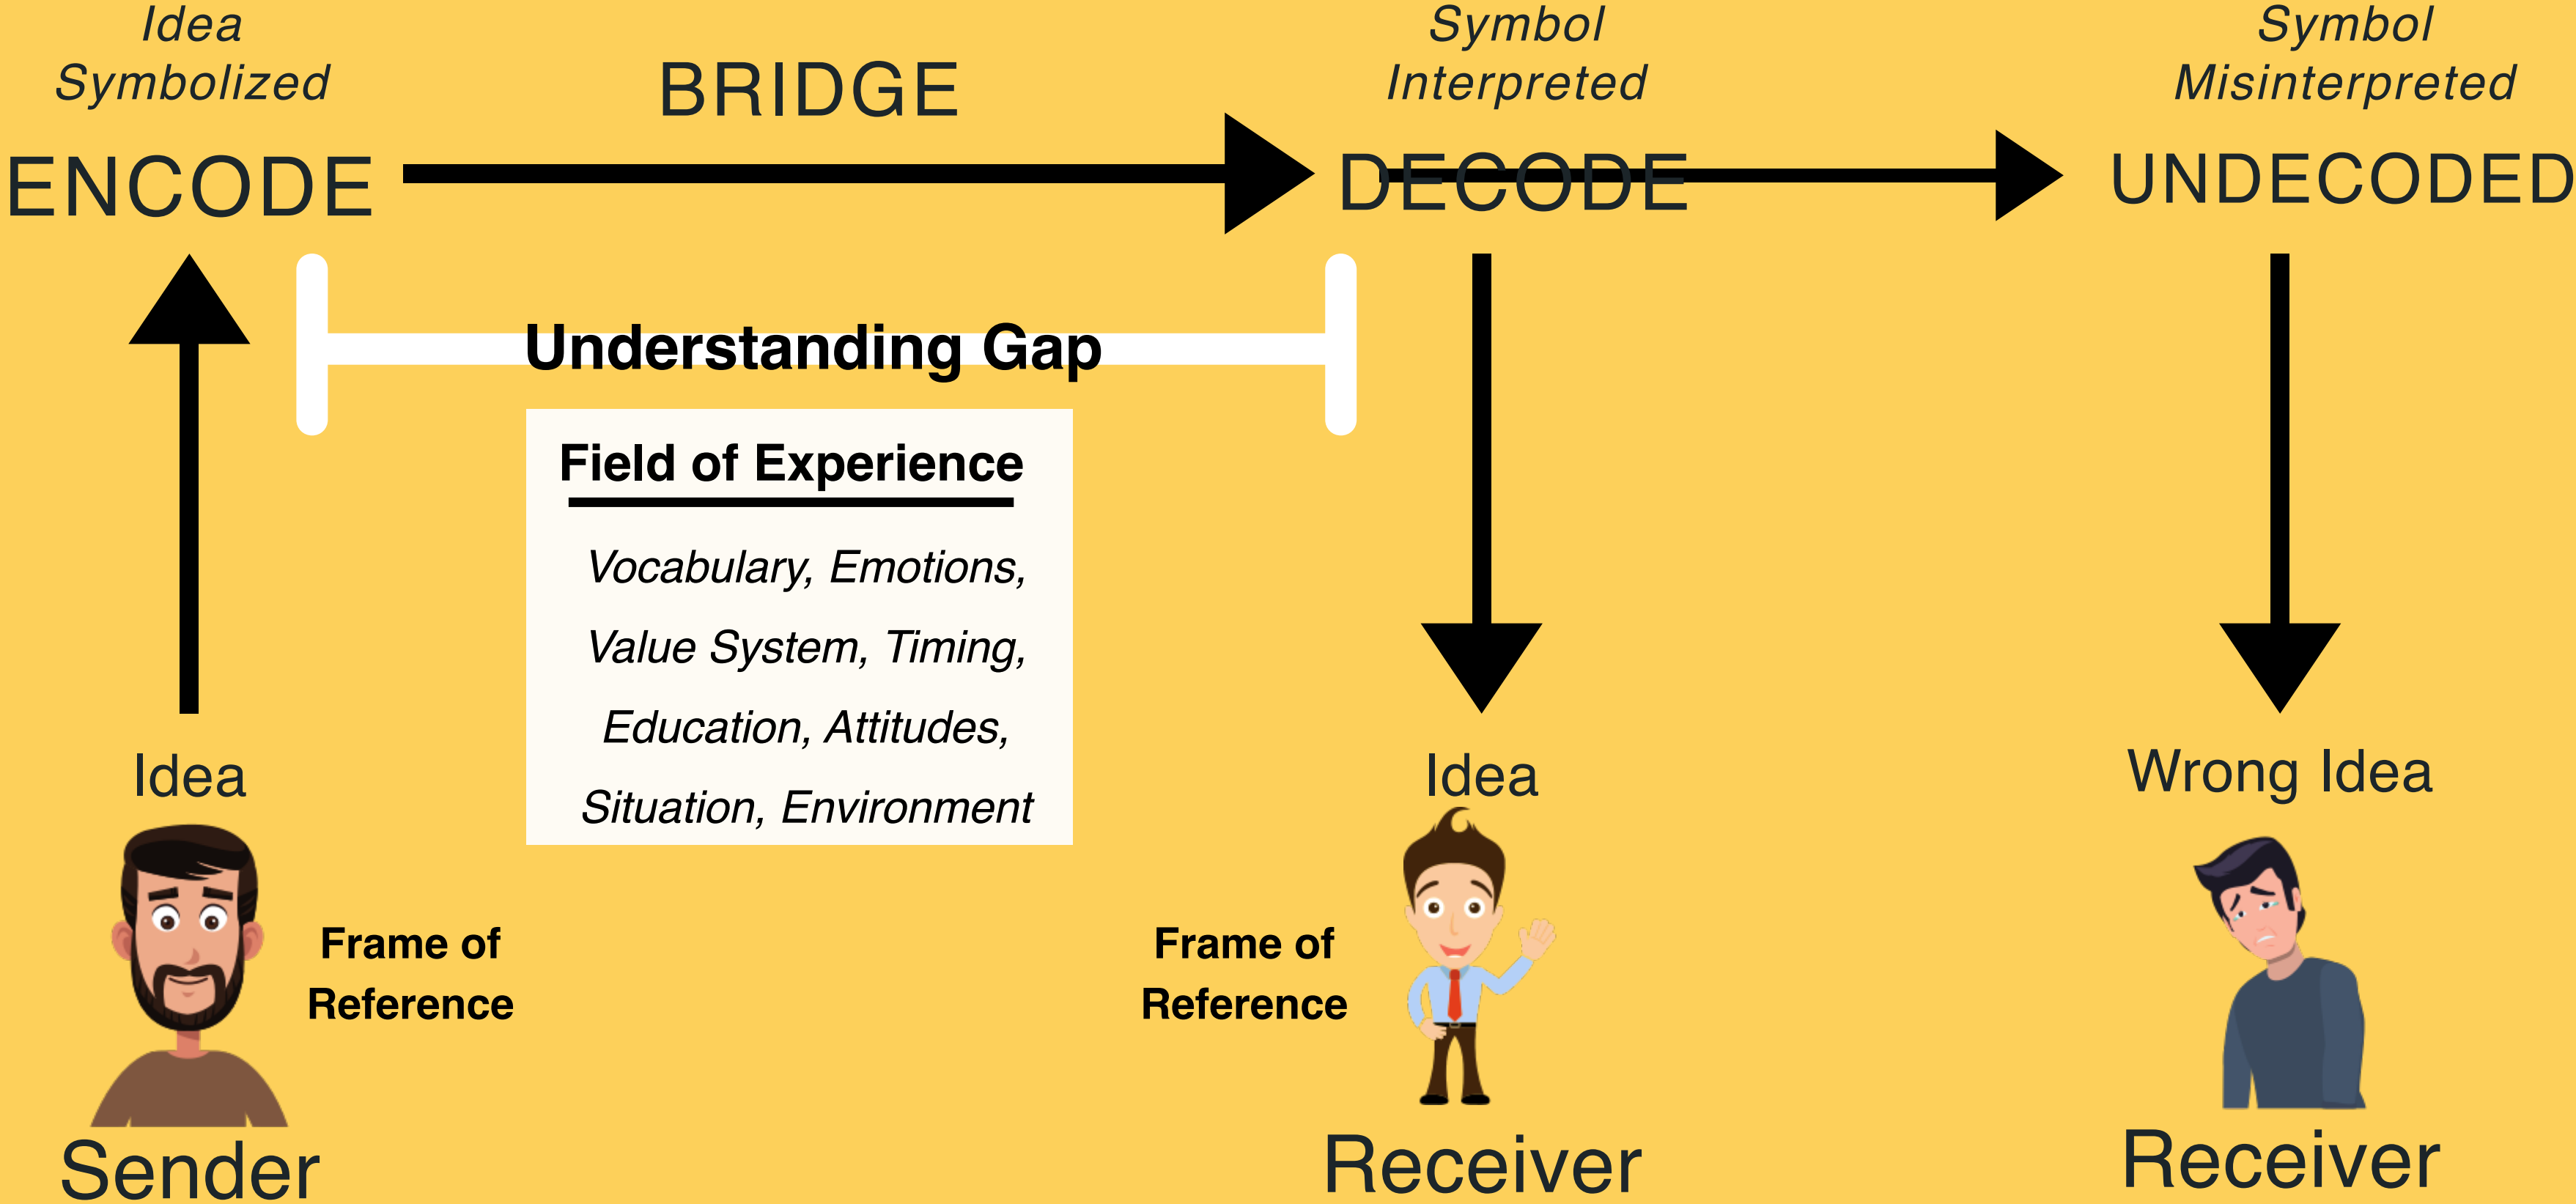 Idea
Symbolized
ENCODE
BRIDGE
Symbol
Interpreted
DECODE
Symbol
Misinterpreted
UNDECODED
Understanding Gap
Field of Experience
Vocabulary, Emotions,
Value System, Timing,
Education, Attitudes,
Situation, Environment
Idea
Frame of
Reference
Sender
Idea
Frame of
Reference
Receiver
Wrong Idea
Receiver